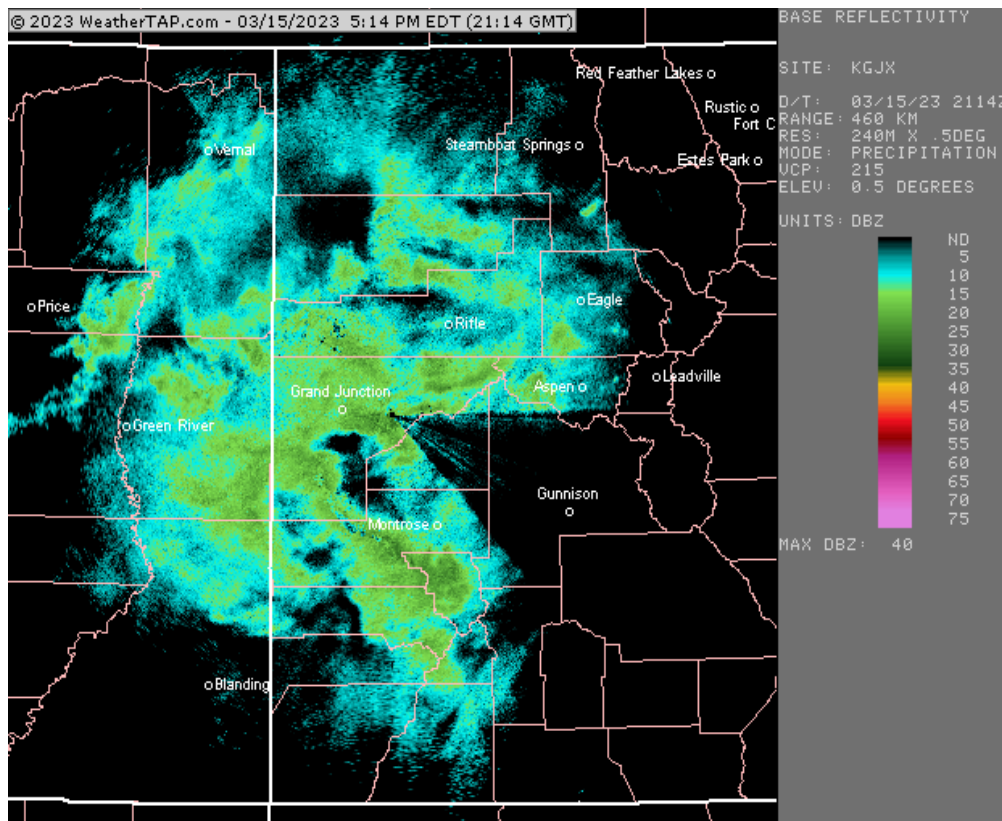 © 2023 WeatherTAP.com - 03/15/2023 5:14 PM EDT (21:14 GMT)
BASE REFLECTIVITY
SITE: KGJX
D/T: 03/15/23 2114Z
RANGE: 460 KM
RES: 240M X .5DEG
MODE: PRECIPITATION
VCP: 215
ELEV: 0.5 DEGREES
UNITS: DBZ
ND
5
10
15
20
25
30
35
40
45
50
55
60
65
70
75
MAX DBZ: 40
Red Feather Lakes
Rustic
Fort C
Vernal
Steamboat Springs
Estes Park
Price
Eagle
Rifle
Grand Junction
Aspen
Leadville
Green River
Gunnison
Montrose
Blanding